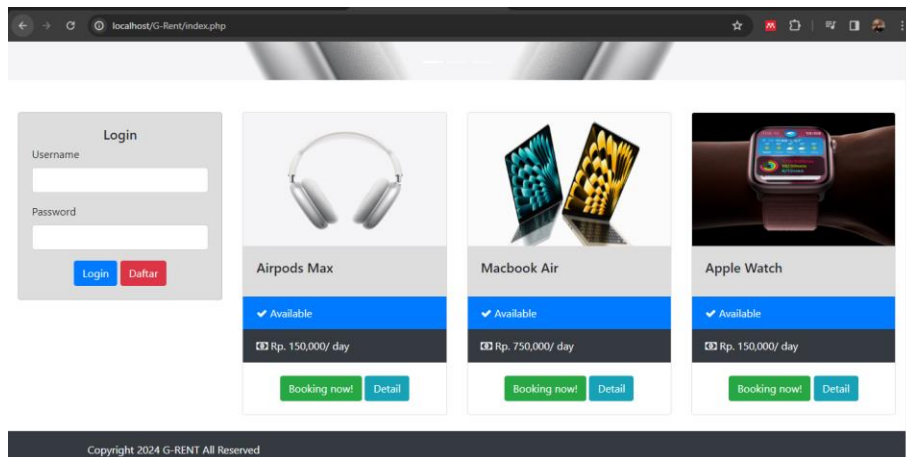 localhost/G-Rent/index.php
Login
Username
Password
Login Daftar
Airpods Max
Available
Rp. 150,000/ day
Booking now! Detail
Macbook Air
Available
Rp. 750,000/ day
Booking now! Detail
Apple Watch
Available
Rp. 150,000/ day
Booking now! Detail
Copyright 2024 G-RENT All Reserved